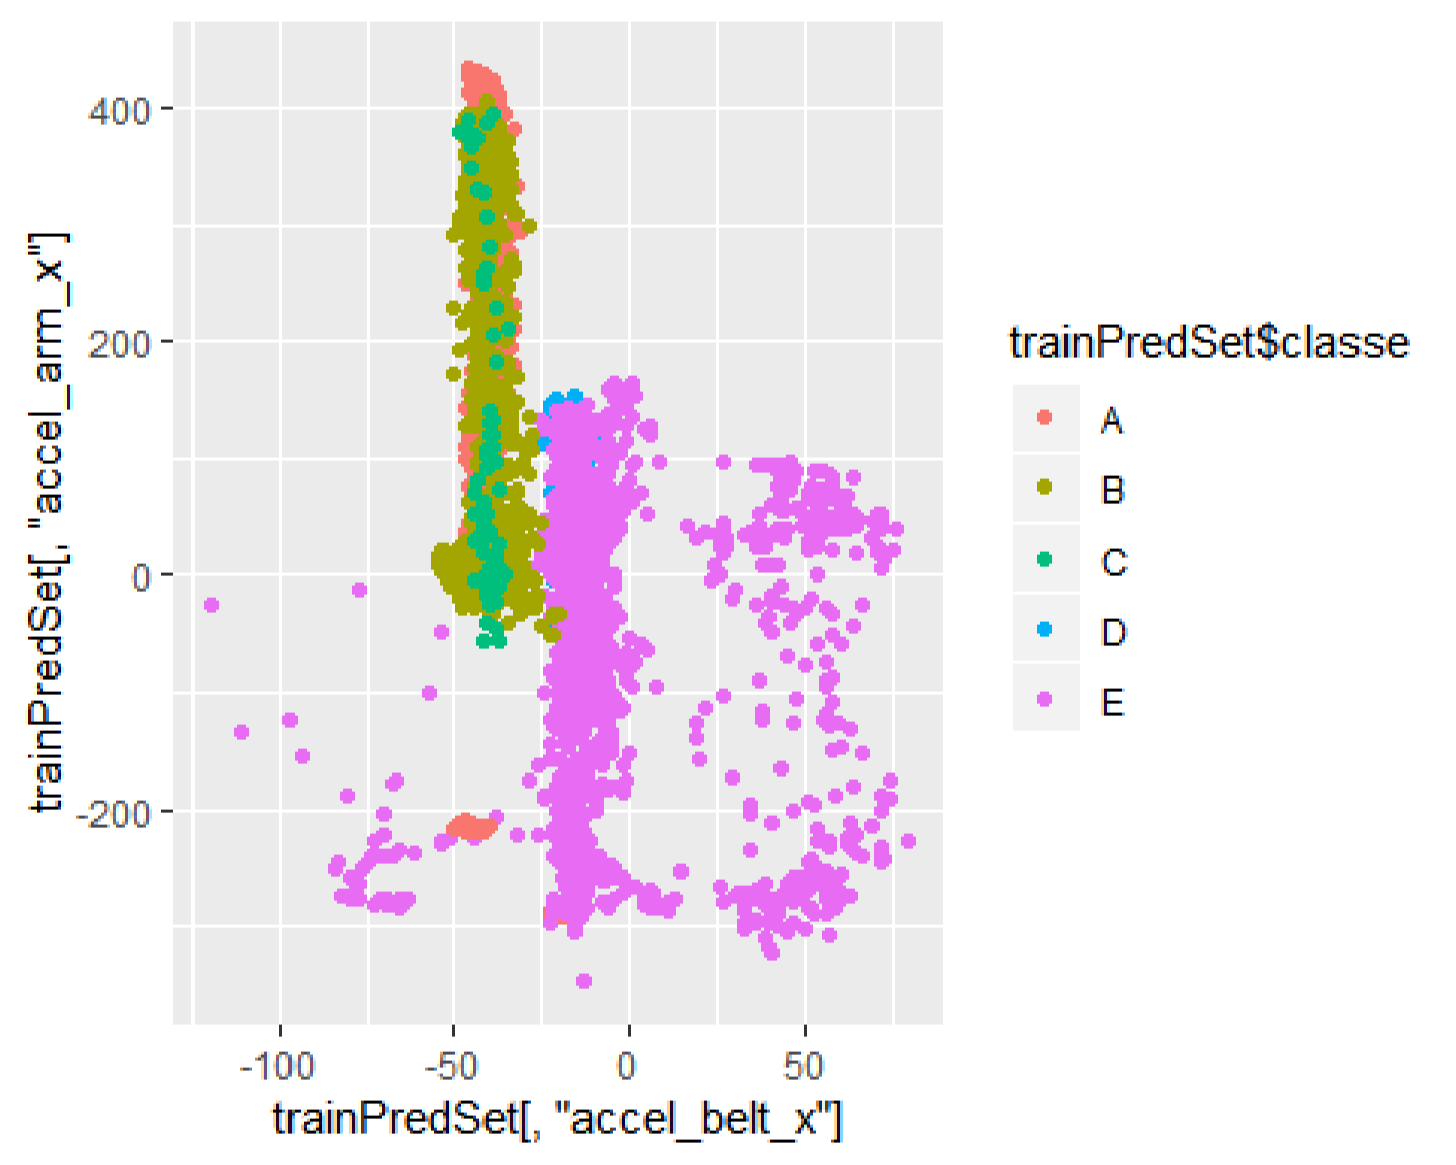 400
200
0
-200
trainPredSet[, "accel_arm_x"]
-100
-50
0
50
trainPredSet[, "accel_belt_x"]
trainPredSet$classe
A
B
C
D
E